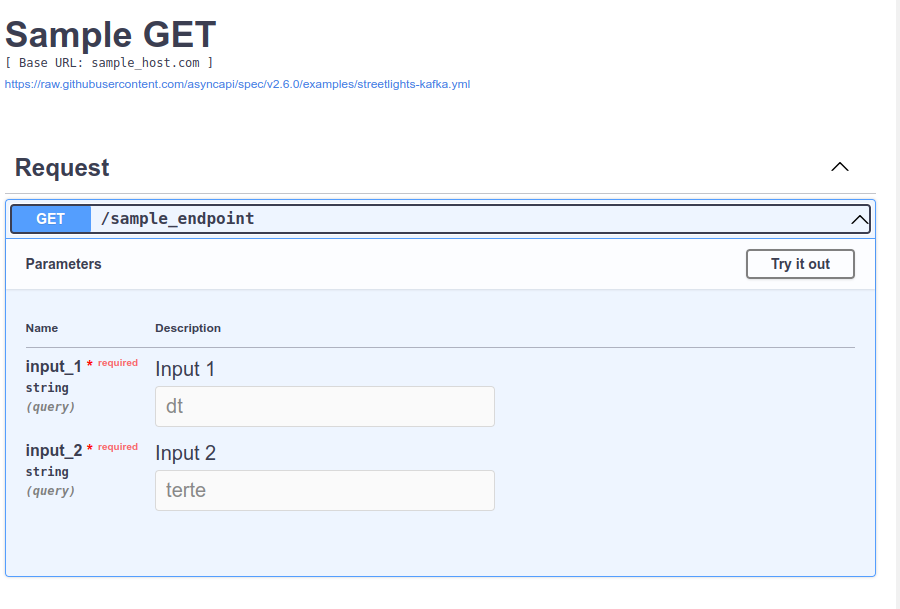 Sample GET
[ Base URL: sample_host.com ]
https://raw.githubusercontent.com/asyncapi/spec/v2.6.0/examples/streetlights-kafka.yml
Request
GET /sample_endpoint
Parameters Try it out
Name Description
input_1 * required Input 1
string
(query) dt
input_2 * required Input 2
string
(query) terte